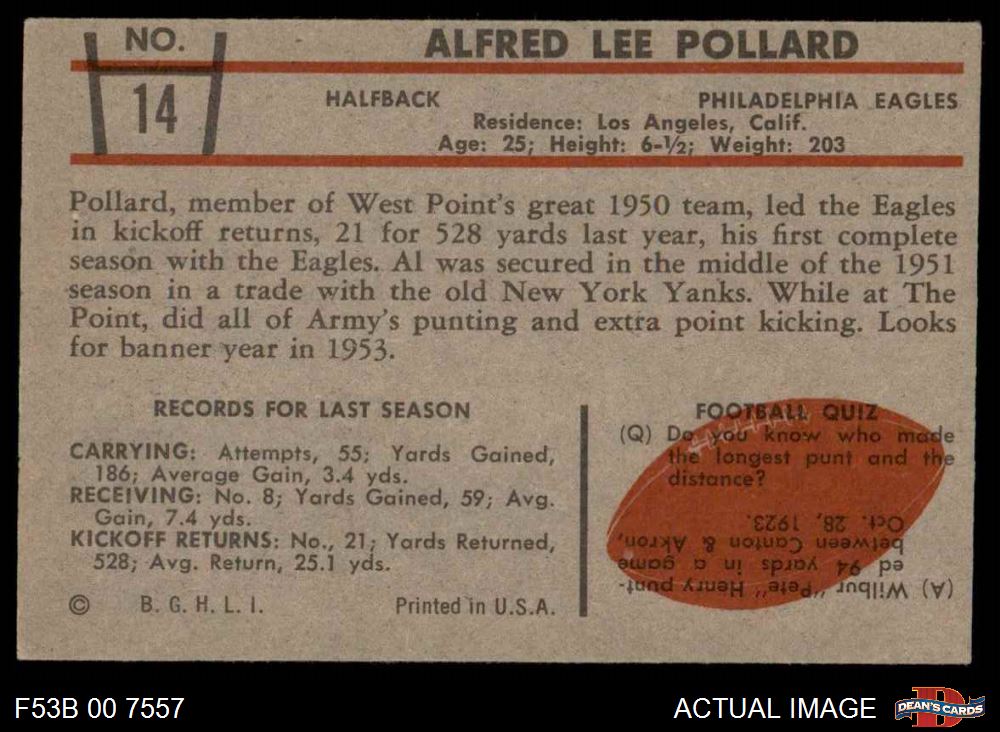 NO.
14
ALFRED LEE POLLARD
HALFBACK PHILADELPHIA EAGLES
Residence: Los Angeles, Calif.
Age: 25; Height: 6-½; Weight: 203
Pollard, member of West Point's great 1950 team, led the Eagles
in kickoff returns, 21 for 528 yards last year, his first complete
season with the Eagles. Al was secured in the middle of the 1951
season in a trade with the old New York Yanks. While at The
Point, did all of Army's punting and extra point kicking. Looks
for banner year in 1953.
RECORDS FOR LAST SEASON
CARRYING: Attempts, 55; Yards Gained,
186; Average Gain, 3.4 yds.
RECEIVING: No. 8; Yards Gained, 59; Avg.
Gain, 7.4 yds.
KICKOFF RETURNS: No., 21; Yards Returned,
528; Avg. Return, 25.1 yds.
© B. G. H. L. I. Printed in U.S.A.
FOOTBALL QUIZ
(Q) Do you know who made
the longest punt and the
distance?
(A) Wilbur "Pete" Henry punt-
ed 94 yards in a game
between Canton & Akron,
Oct. 28, 1923.
F53B 00 7557
ACTUAL IMAGE
D
DEAN'S CARDS